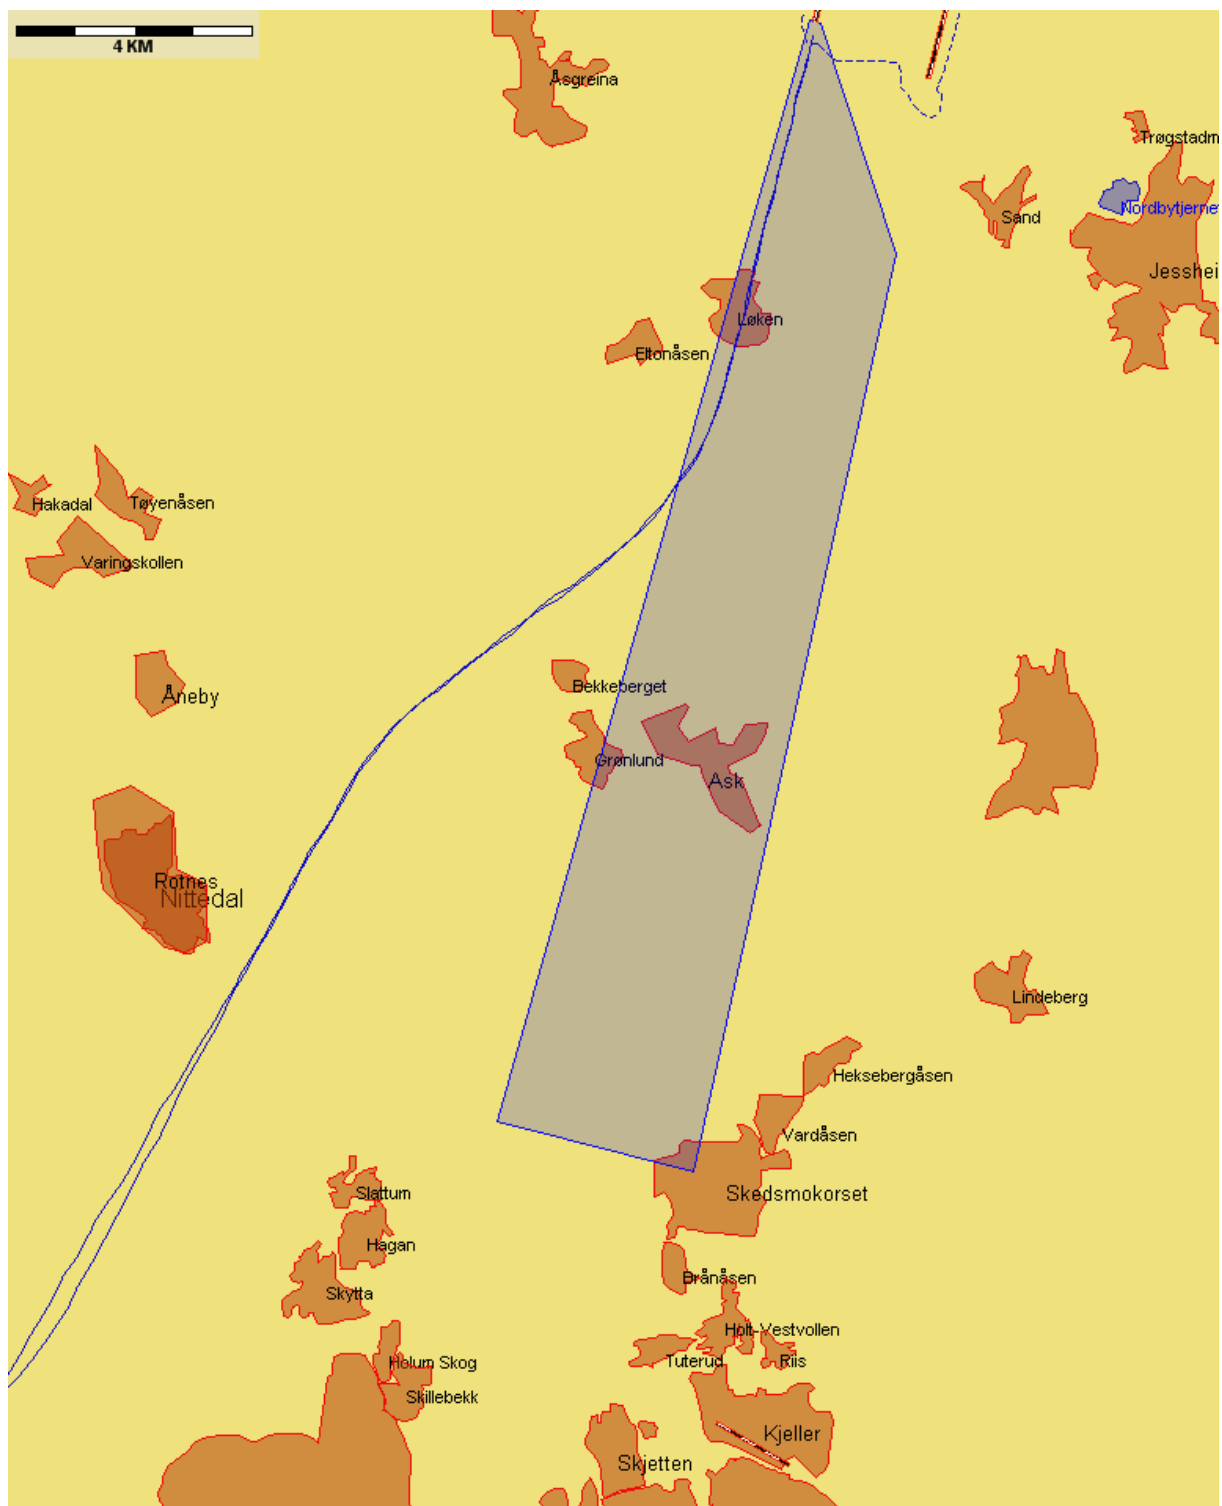 4 KM
Åsgreina
Trøgstadm
Nordbytjernet
Sand
Jesshei
Løken
Eltonåsen
Hakadal
Tøyenåsen
Varingskollen
Bekkeberget
Åneby
Grønlund
Ask
Rotnes
Nittedal
Lindeberg
Heksebergåsen
Vardåsen
Slattum
Skedsmokorset
Hagan
Brånåsen
Skytta
Holt-Vestvollen
Holum Skog
Tuterud
Riis
Skillebekk
Kjeller
Skjetten